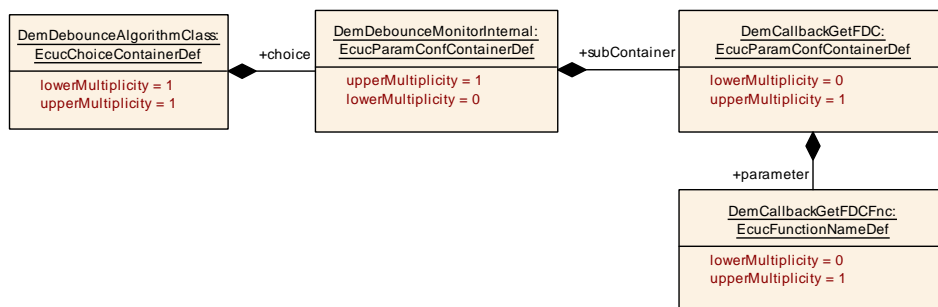 DemDebounceAlgorithmClass:
EcucChoiceContainerDef
lowerMultiplicity = 1
upperMultiplicity = 1
+choice
DemDebounceMonitorInternal:
EcucParamConfContainerDef
upperMultiplicity = 1
lowerMultiplicity = 0
+subContainer
DemCallbackGetFDC:
EcucParamConfContainerDef
lowerMultiplicity = 0
upperMultiplicity = 1
+parameter
DemCallbackGetFDCFnc:
EcucFunctionNameDef
lowerMultiplicity = 0
upperMultiplicity = 1